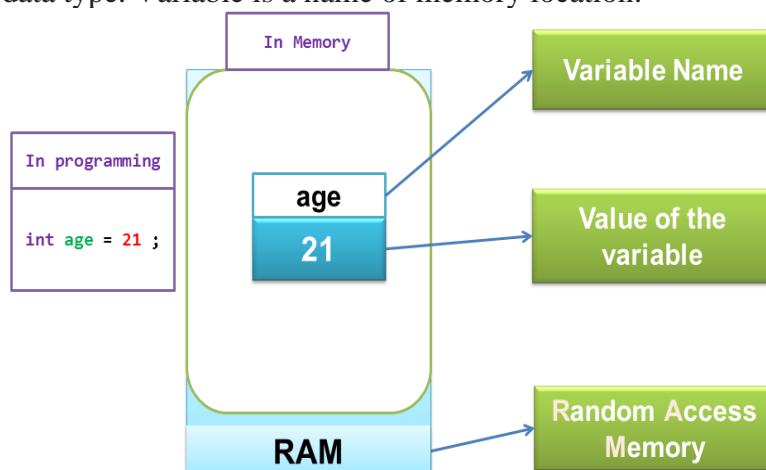 data type. Variable is a name of memory location.
In Memory
Variable Name
In programming
int age = 21 ;
age
21
Value of the
variable
RAM
Random Access
Memory